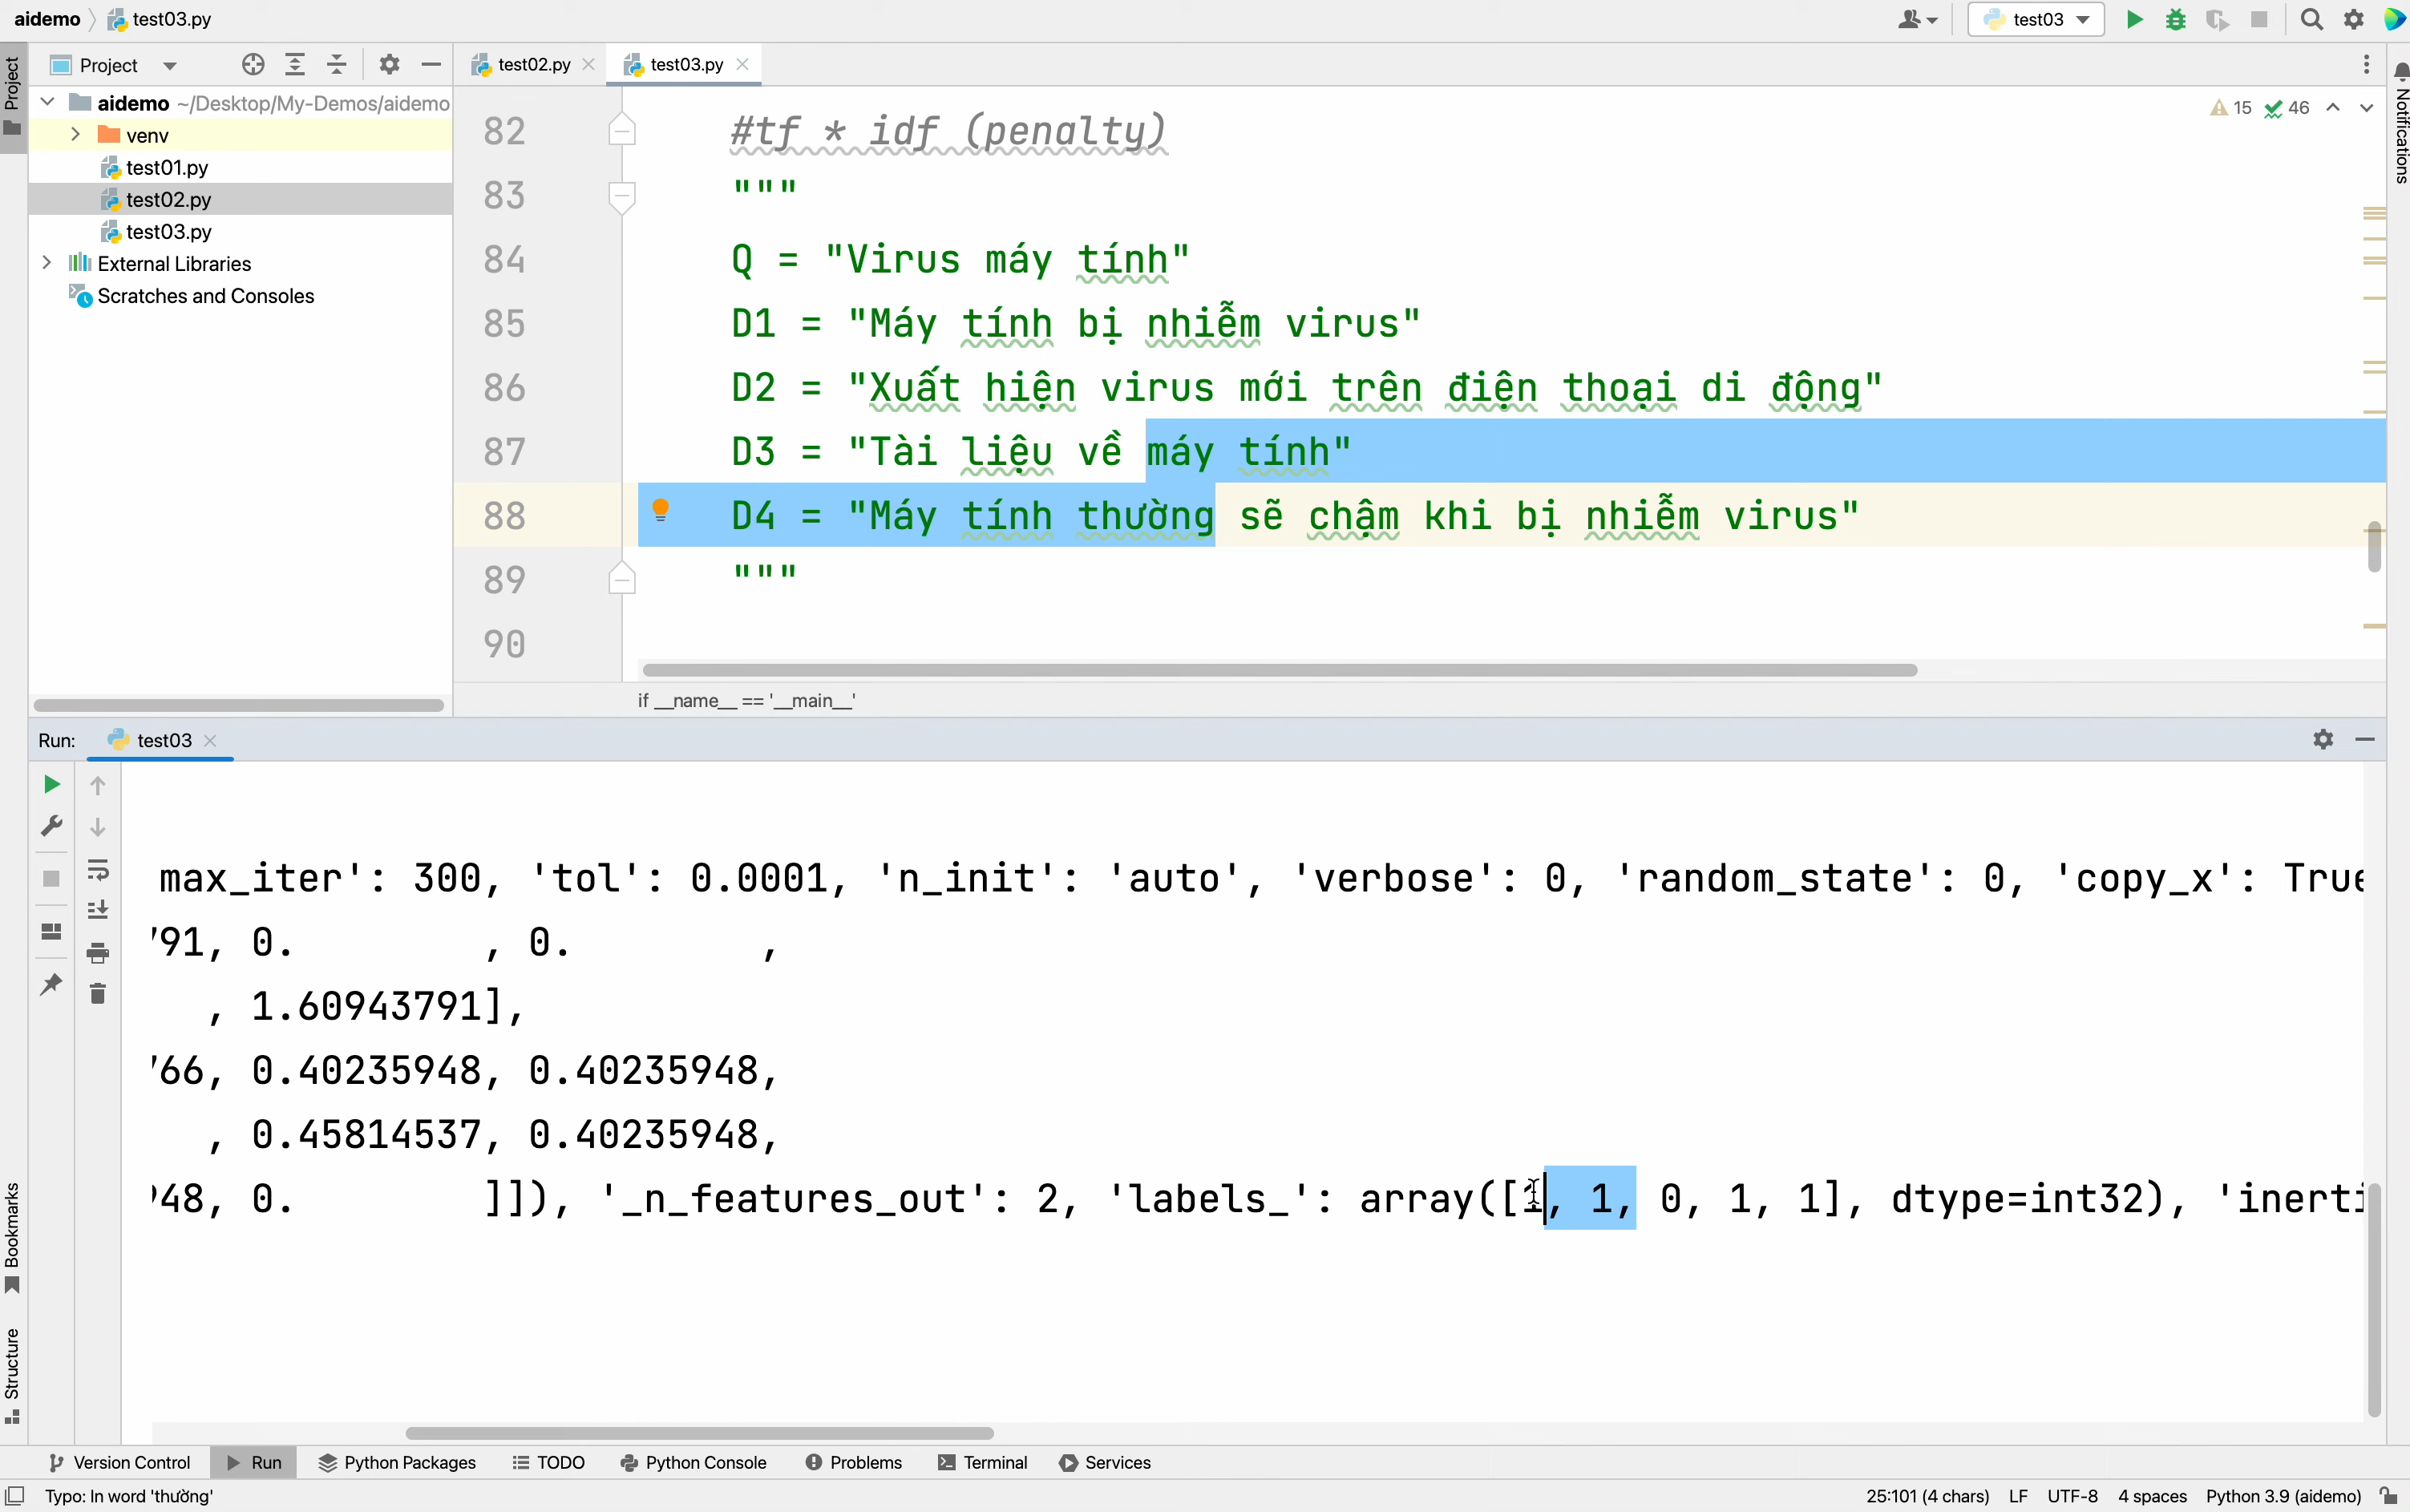 aidemo test03.py test03
Project test02.py test03.py
aidemo ~/Desktop/My-Demos/aidemo
venv
test01.py
test02.py
test03.py
External Libraries
Scratches and Consoles
Project
Bookmarks
Structure
Notifications
15 46
82 #tf * idf (penalty)
83 """
84 Q = "Virus máy tính"
85 D1 = "Máy tính bị nhiễm virus"
86 D2 = "Xuất hiện virus mới trên điện thoại di động"
87 D3 = "Tài liệu về máy tính"
88 D4 = "Máy tính thường sẽ chậm khi bị nhiễm virus"
89 """
90
if __name__ == '__main__'
Run: test03
max_iter': 300, 'tol': 0.0001, 'n_init': 'auto', 'verbose': 0, 'random_state': 0, 'copy_x': True
'91, 0. , 0. ,
, 1.60943791],
'66, 0.40235948, 0.40235948,
, 0.45814537, 0.40235948,
48, 0. ]]), '_n_features_out': 2, 'labels_': array([1, 1, 0, 1, 1], dtype=int32), 'inerti
Version Control Run Python Packages TODO Python Console Problems Terminal Services
Typo: In word 'thường' 25:101 (4 chars) LF UTF-8 4 spaces Python 3.9 (aidemo)